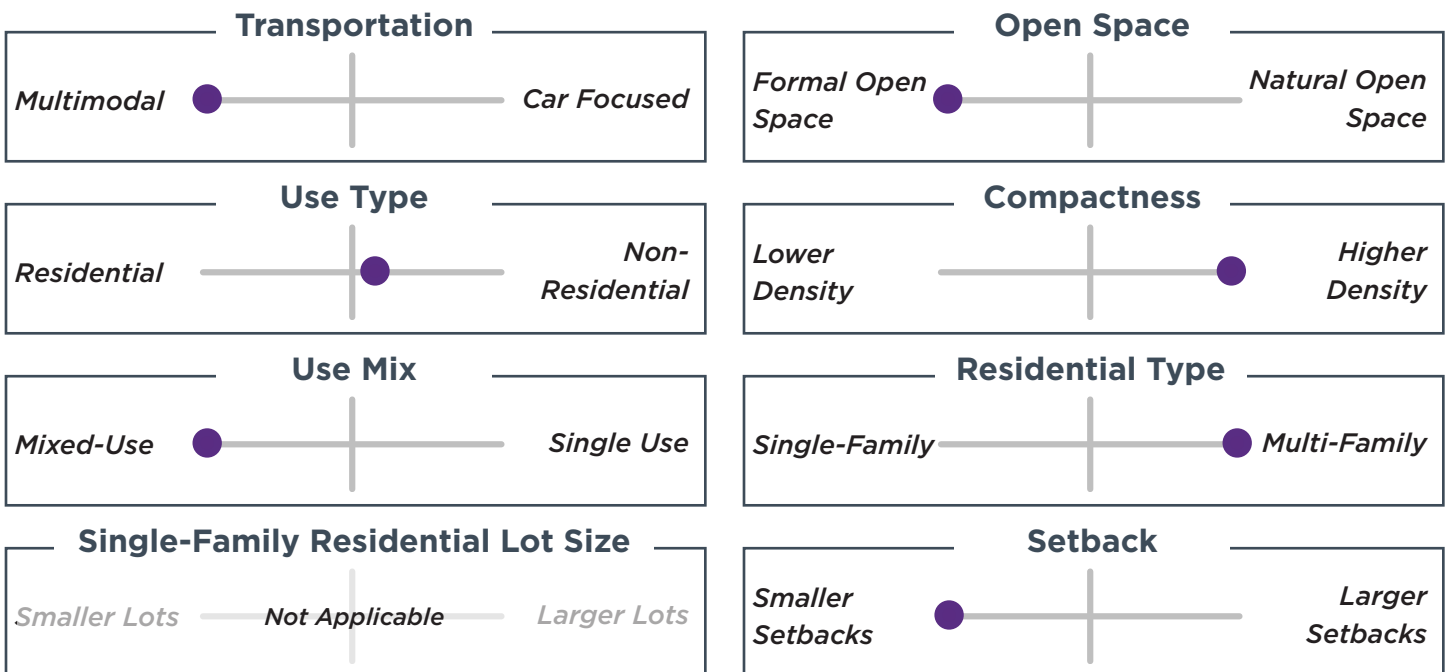 Transportation
Multimodal
Car Focused
Open Space
Formal Open
Space
Natural Open
Space
Use Type
Residential
Non-
Residential
Compactness
Lower
Density
Higher
Density
Use Mix
Mixed-Use
Single Use
Residential Type
Single-Family
Multi-Family
Single-Family Residential Lot Size
Smaller Lots
Not Applicable
Larger Lots
Setback
Smaller
Setbacks
Larger
Setbacks